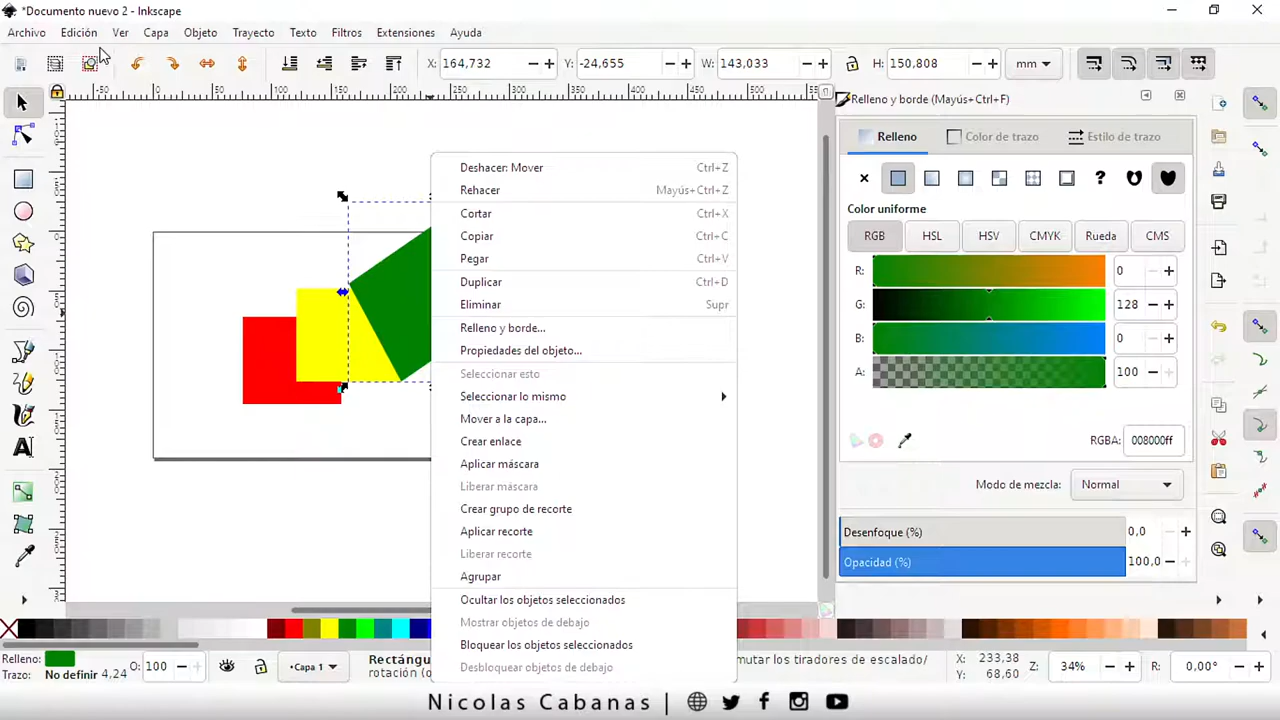 *Documento nuevo 2 - Inkscape
Archivo Edición Ver Capa Objeto Trayecto Texto Filtros Extensiones Ayuda
X: 164,732 Y: -24,655 W: 143,033 H: 150,808 mm
Relleno y borde (Mayús+Ctrl+F)
Relleno Color de trazo Estilo de trazo
Color uniforme
RGB HSL HSV CMYK Rueda CMS
R: 0
G: 128
B: 0
A: 100
RGBA: 008000ff
Modo de mezcla: Normal
Desenfoque (%) 0,0
Opacidad (%) 100,0
Deshacer: Mover Ctrl+Z
Rehacer Mayús+Ctrl+Z
Cortar Ctrl+X
Copiar Ctrl+C
Pegar Ctrl+V
Duplicar Ctrl+D
Eliminar Supr
Relleno y borde...
Propiedades del objeto...
Seleccionar esto
Seleccionar lo mismo
Mover a la capa...
Crear enlace
Aplicar máscara
Liberar máscara
Crear grupo de recorte
Aplicar recorte
Liberar recorte
Agrupar
Ocultar los objetos seleccionados
Mostrar objetos de debajo
Bloquear los objetos seleccionados
Desbloquear objetos de debajo
Relleno:
Trazo: No definir 4,24
O: 100
•Capa 1
Rectángu
rotación (o
mutar los tiradores de escalado/
X: 233,38
Y: 68,60
Z: 34%
R: 0,00°
Nicolas Cabanas |